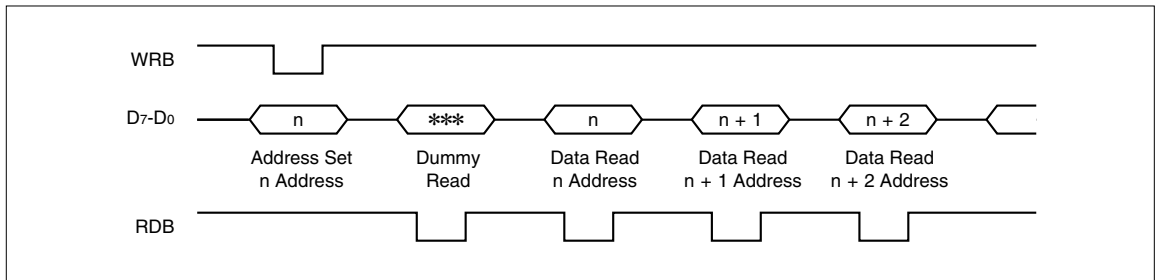 WRB
D7-D0
n
***
n
n + 1
n + 2
Address Set
n Address
Dummy
Read
Data Read
n Address
Data Read
n + 1 Address
Data Read
n + 2 Address
RDB